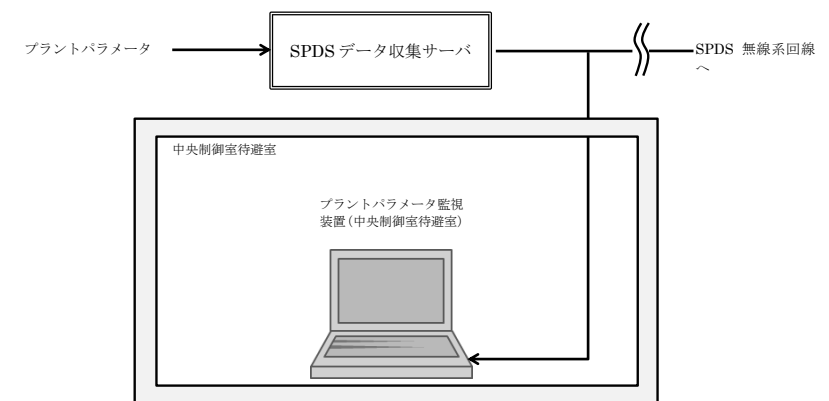 プラントパラメータ
SPDS データ収集サーバ
SPDS 無線系回線
へ
中央制御室待避室
プラントパラメータ監視
装置(中央制御室待避室)